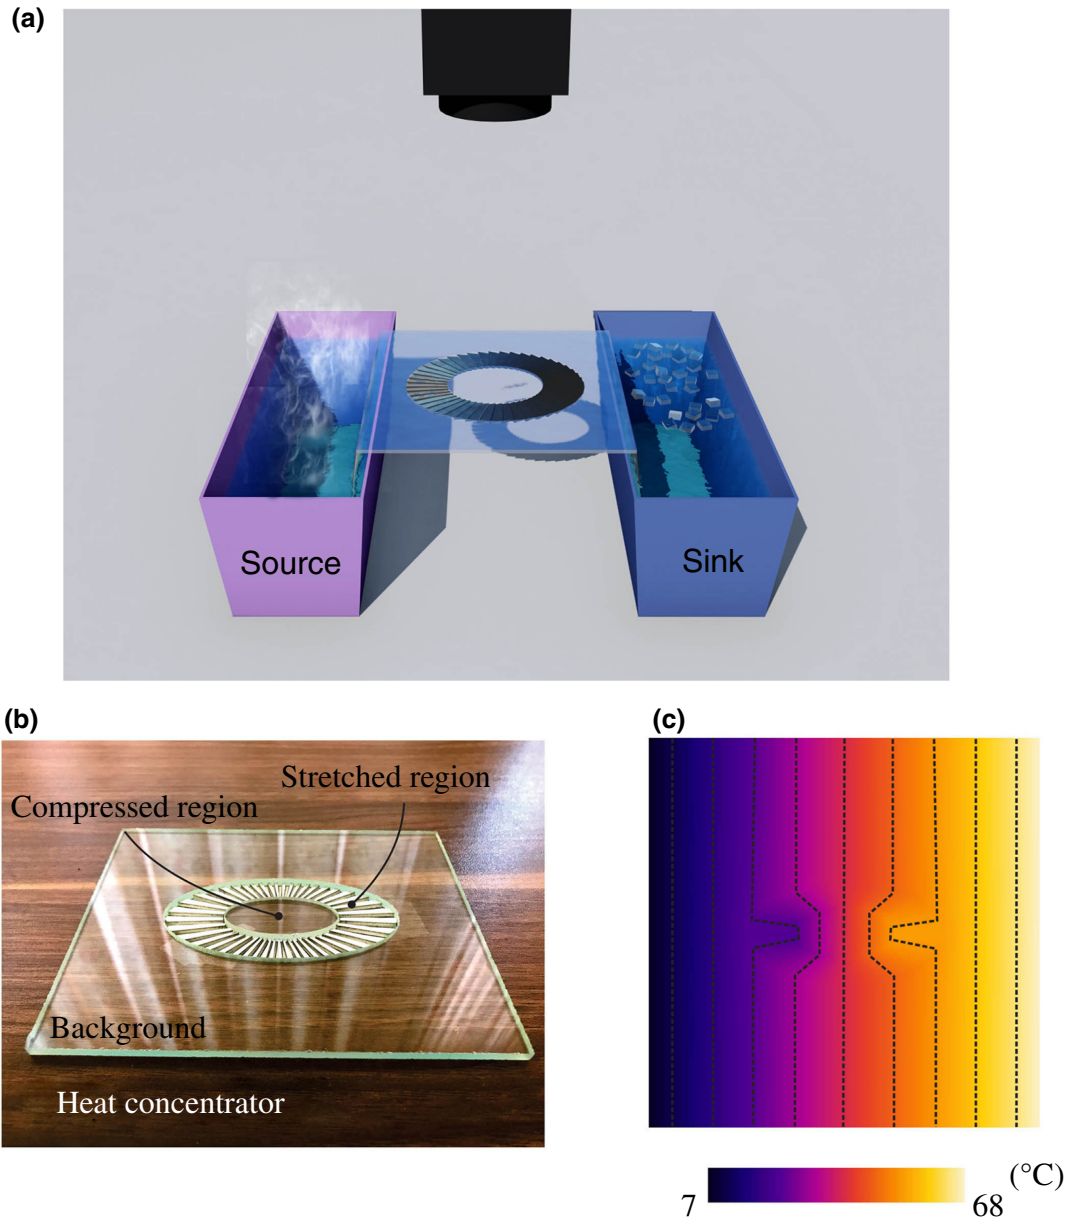 (a)
Source
Sink
(b)
Stretched region
Compressed region
Background
Heat concentrator
(c)
7
68
(°C)